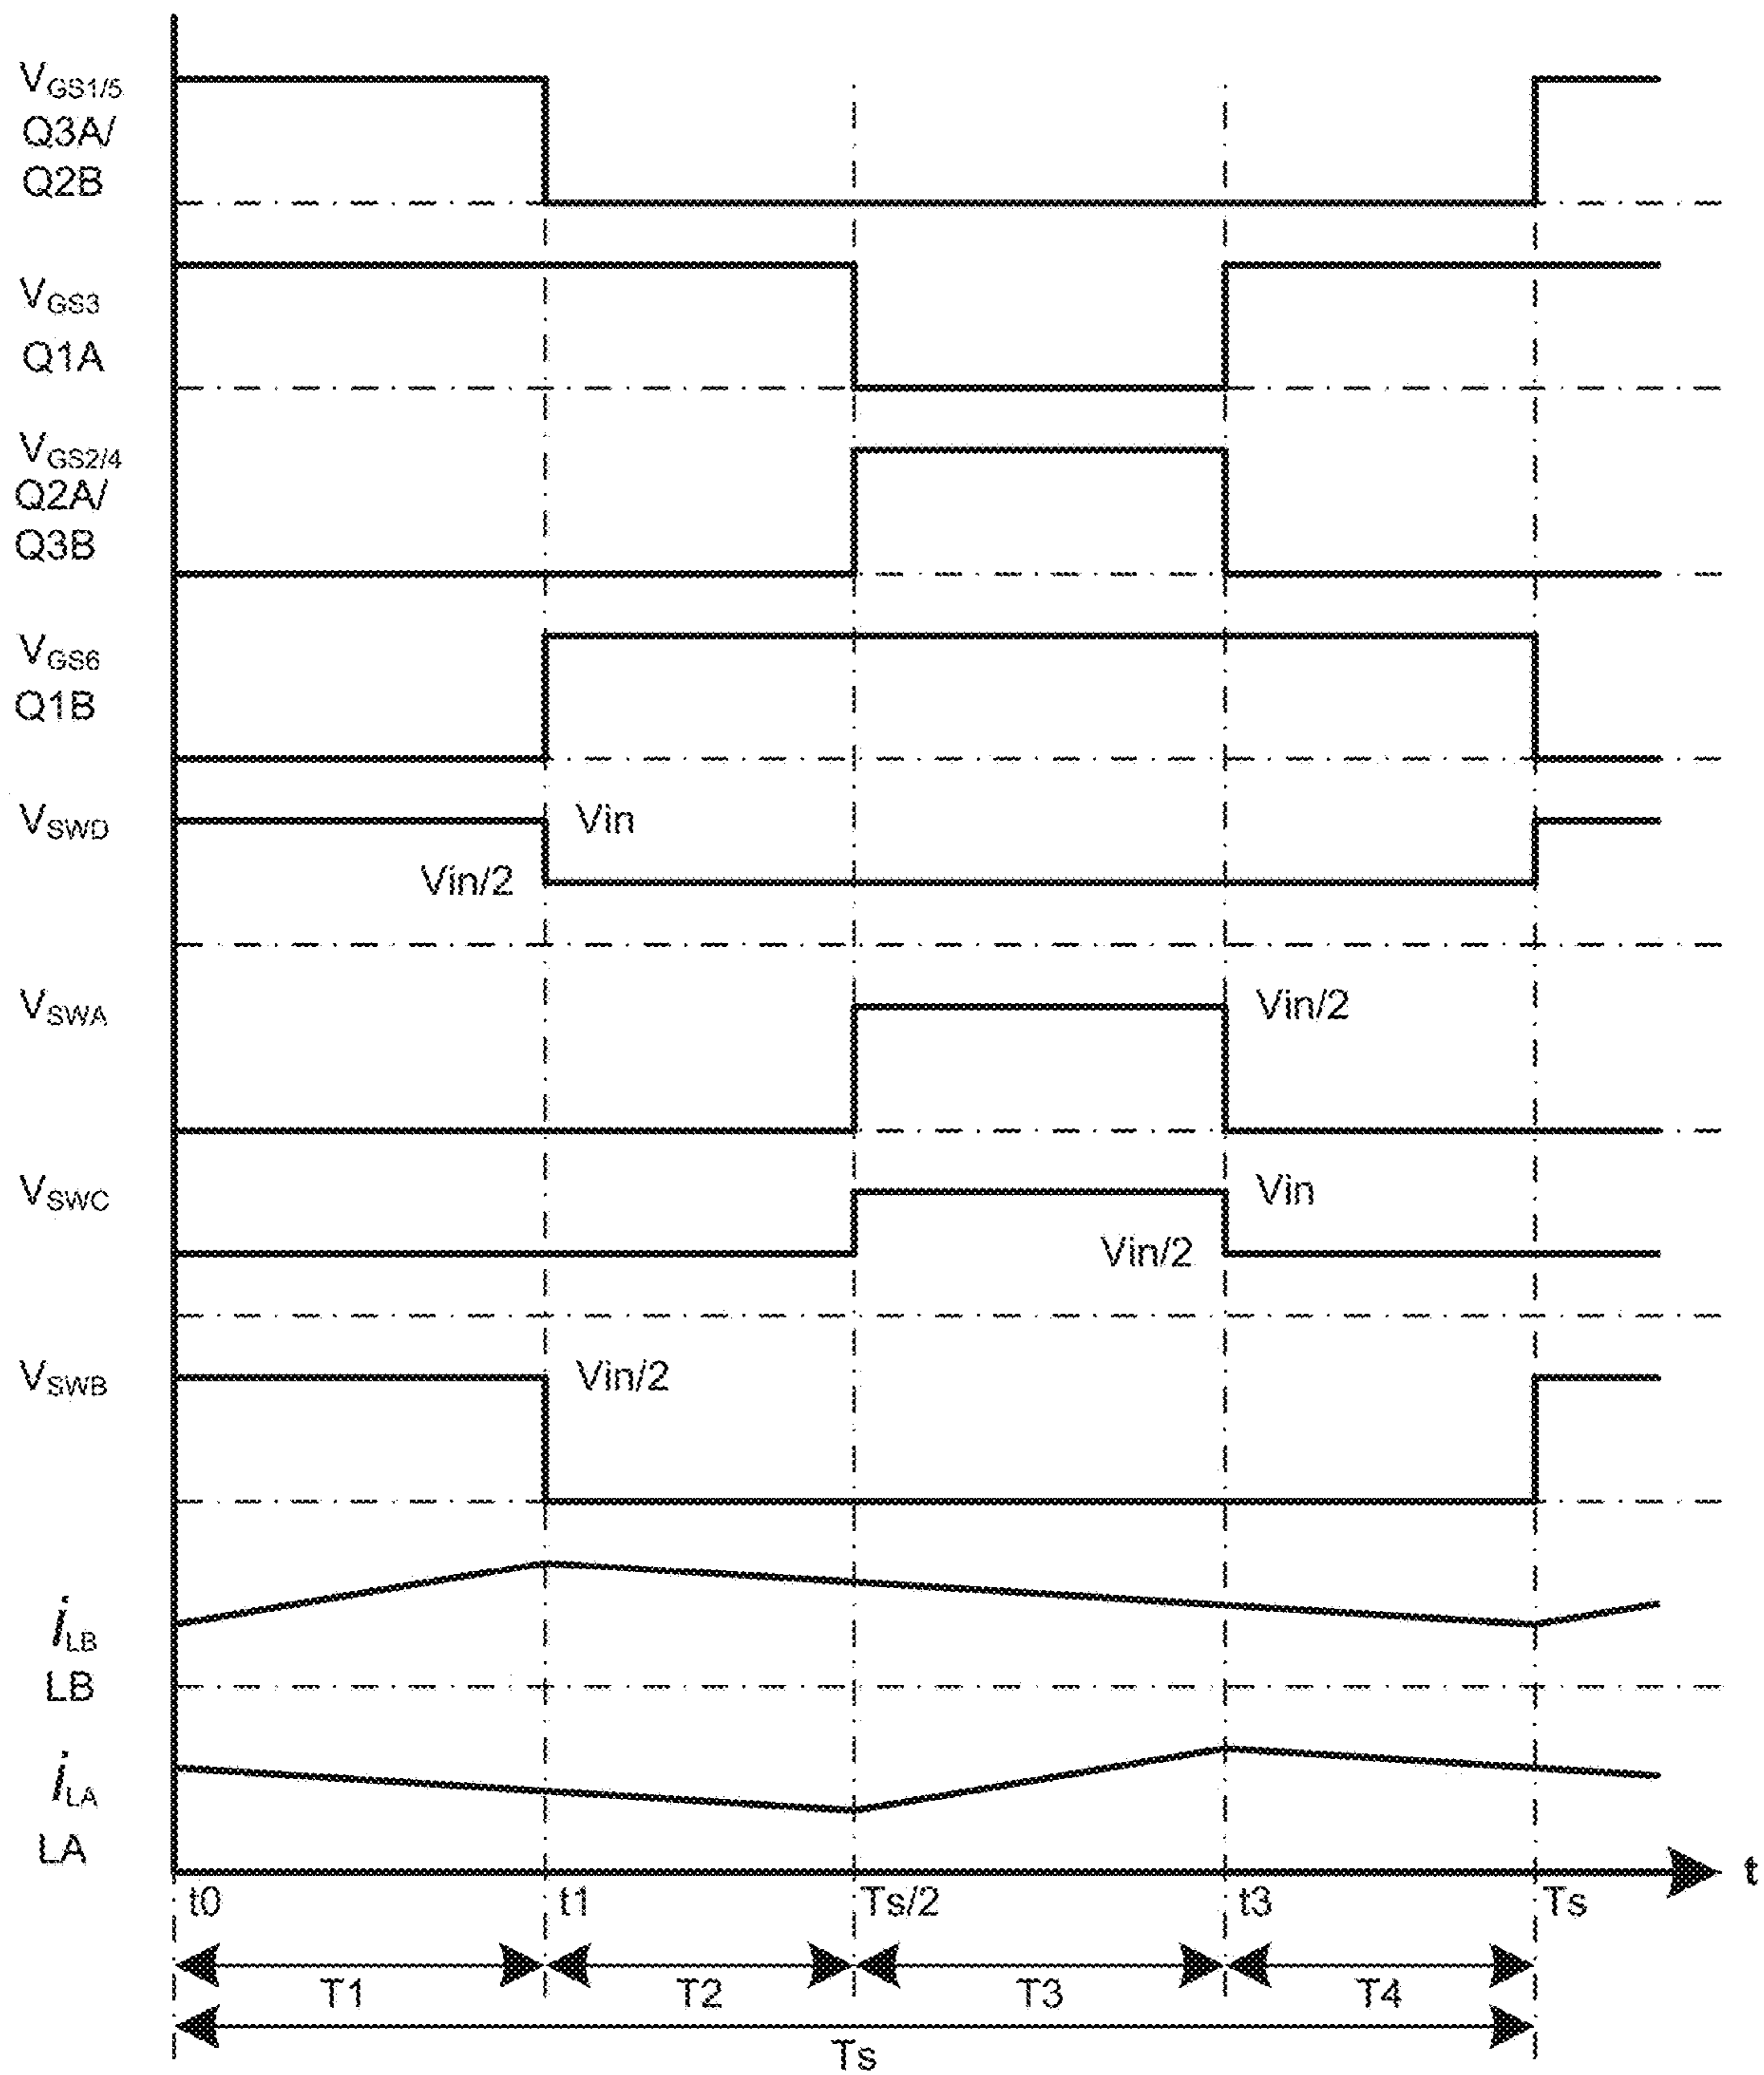 VGS1/5
Q3A/
Q2B
VGS3
Q1A
VGS2/4
Q2A/
Q3B
VGS6
Q1B
VSWD
Vin
Vin/2
VSWA
Vin/2
VSWC
Vin
Vin/2
VSWB
Vin/2
iLB
LB
iLA
LA
t
t0 t1 Ts/2 t3 Ts
T1 T2 T3 T4
Ts